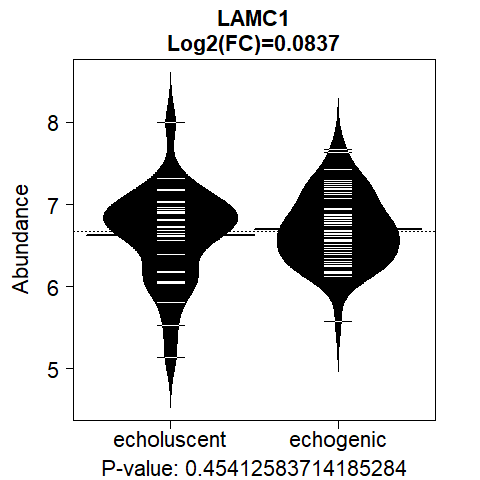 LAMC1
Log2(FC)=0.0837
Abundance
8
7
6
5
echoluscent echogenic
P-value: 0.45412583714185284